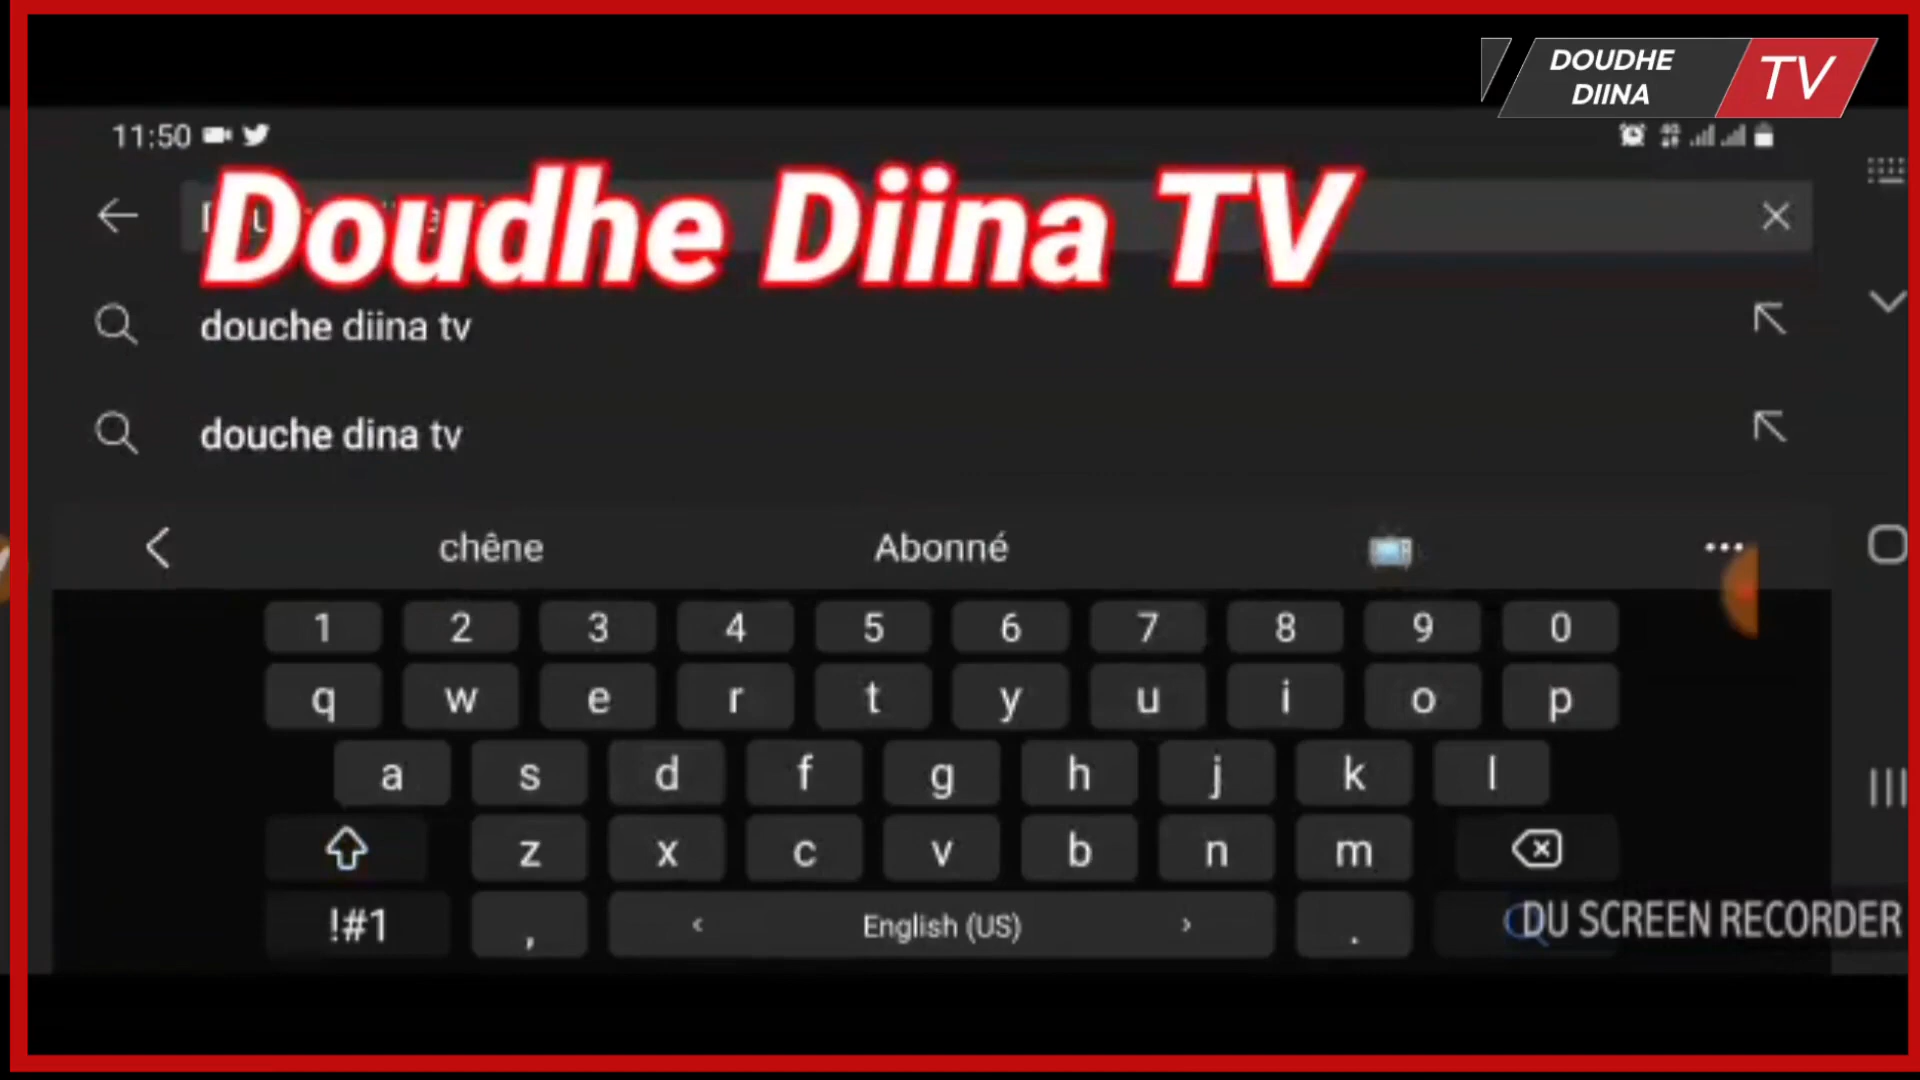 DOUDHE
DIINA
TV
11:50
Doudhe Diina TV
douche diina tv
douche dina tv
chêne Abonné
1 2 3 4 5 6 7 8 9 0
q w e r t y u i o p
a s d f g h j k l
z x c v b n m
!#1 , < English (US) > .
DU SCREEN RECORDER